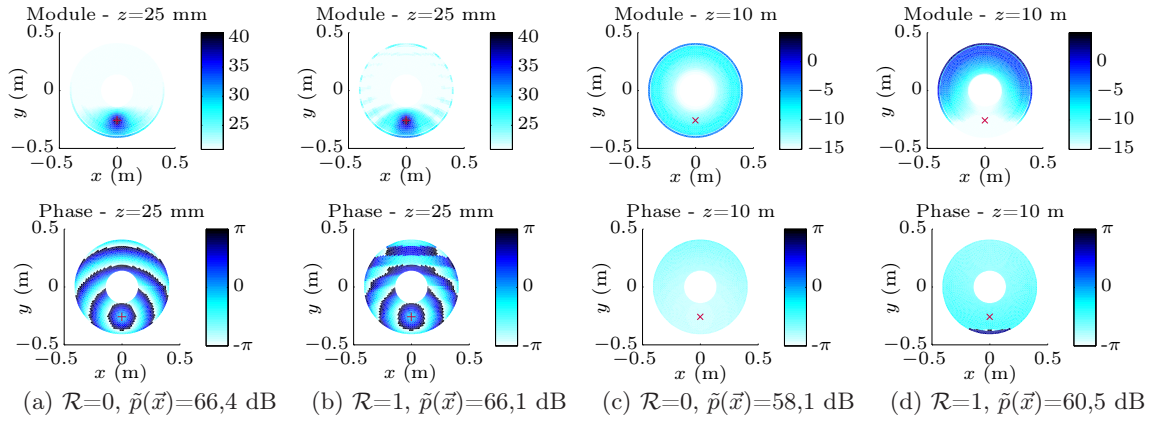 Module - z=25 mm
0.5
0
−0.5
y (m)
−0.5 0 0.5
x (m)
40
35
30
25
Module - z=25 mm
0.5
0
−0.5
y (m)
−0.5 0 0.5
x (m)
40
35
30
25
Module - z=10 m
0.5
0
−0.5
y (m)
−0.5 0 0.5
x (m)
0
−5
−10
−15
Module - z=10 m
0.5
0
−0.5
y (m)
−0.5 0 0.5
x (m)
0
−5
−10
−15
Phase - z=25 mm
0.5
0
−0.5
y (m)
−0.5 0 0.5
x (m)
π
-π
Phase - z=25 mm
0.5
0
−0.5
y (m)
−0.5 0 0.5
x (m)
π
-π
Phase - z=10 m
0.5
0
−0.5
y (m)
−0.5 0 0.5
x (m)
π
-π
Phase - z=10 m
0.5
0
−0.5
y (m)
−0.5 0 0.5
x (m)
π
-π
(a) ℛ=0, p̃(x⃗)=66,4 dB
(b) ℛ=1, p̃(x⃗)=66,1 dB
(c) ℛ=0, p̃(x⃗)=58,1 dB
(d) ℛ=1, p̃(x⃗)=60,5 dB